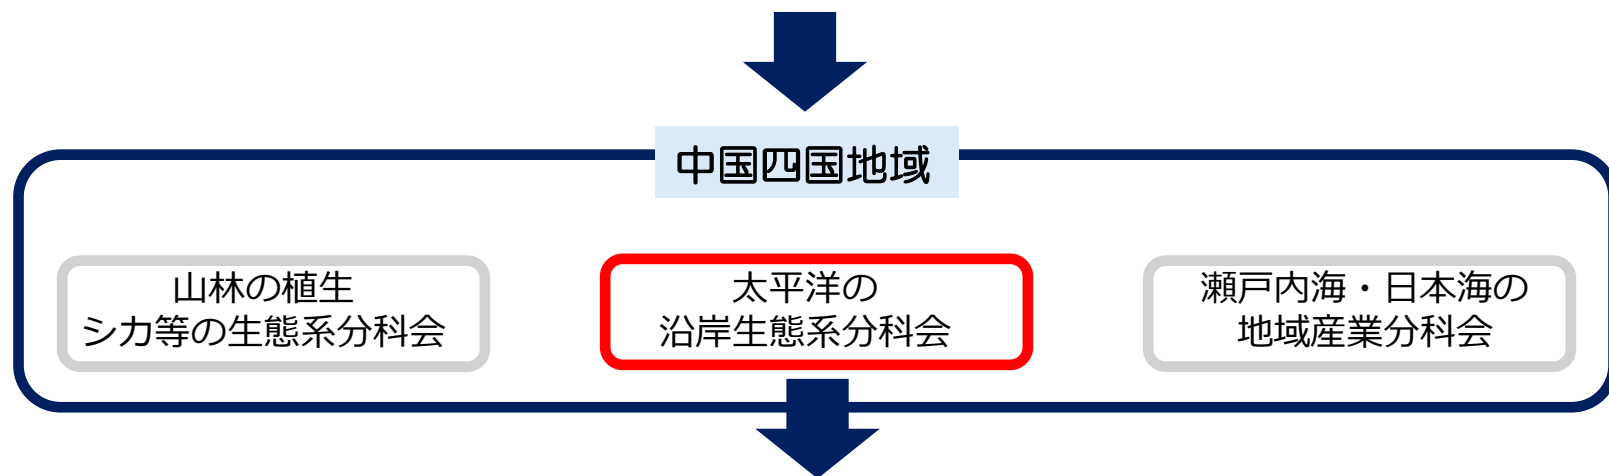 中国四国地域
山林の植生
シカ等の生態系分科会
太平洋の
沿岸生態系分科会
瀬戸内海・日本海の
地域産業分科会